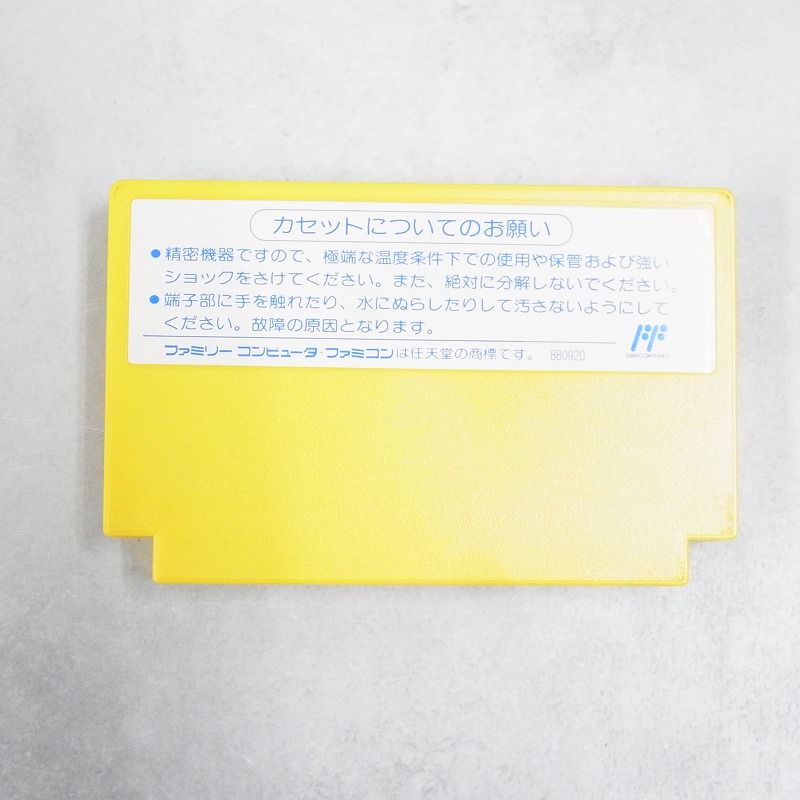 カセットについてのお願い
●精密機器ですので、極端な温度条件下での使用や保管および強い
ショックをさけてください。また、絶対に分解しないでください。
●端子部に手を触れたり、水にぬらしたりして汚さないようにして
ください。故障の原因となります。
ファミリーコンピュータ・ファミコンは任天堂の商標です。 880920